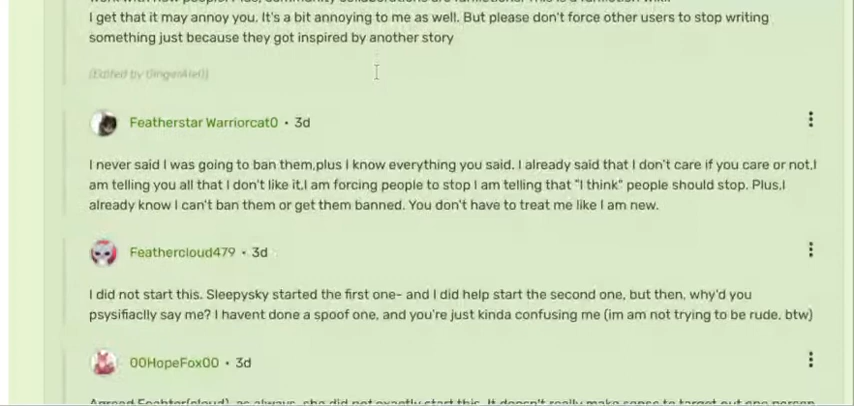 I get that it may annoy you. It's a bit annoying to me as well. But please don't force other users to stop writing
something just because they got inspired by another story
(Edited by GingerAle))
Featherstar Warriorcat0 • 3d
I never said I was going to ban them,plus I know everything you said. I already said that I don't care if you care or not,I
am telling you all that I don't like it,I am forcing people to stop I am telling that "I think" people should stop. Plus,I
already know I can't ban them or get them banned. You don't have to treat me like I am new.
Feathercloud479 • 3d
I did not start this. Sleepysky started the first one- and I did help start the second one, but then, why'd you
psysifiaclly say me? I havent done a spoof one, and you're just kinda confusing me (im am not trying to be rude, btw)
00HopeFox00 • 3d